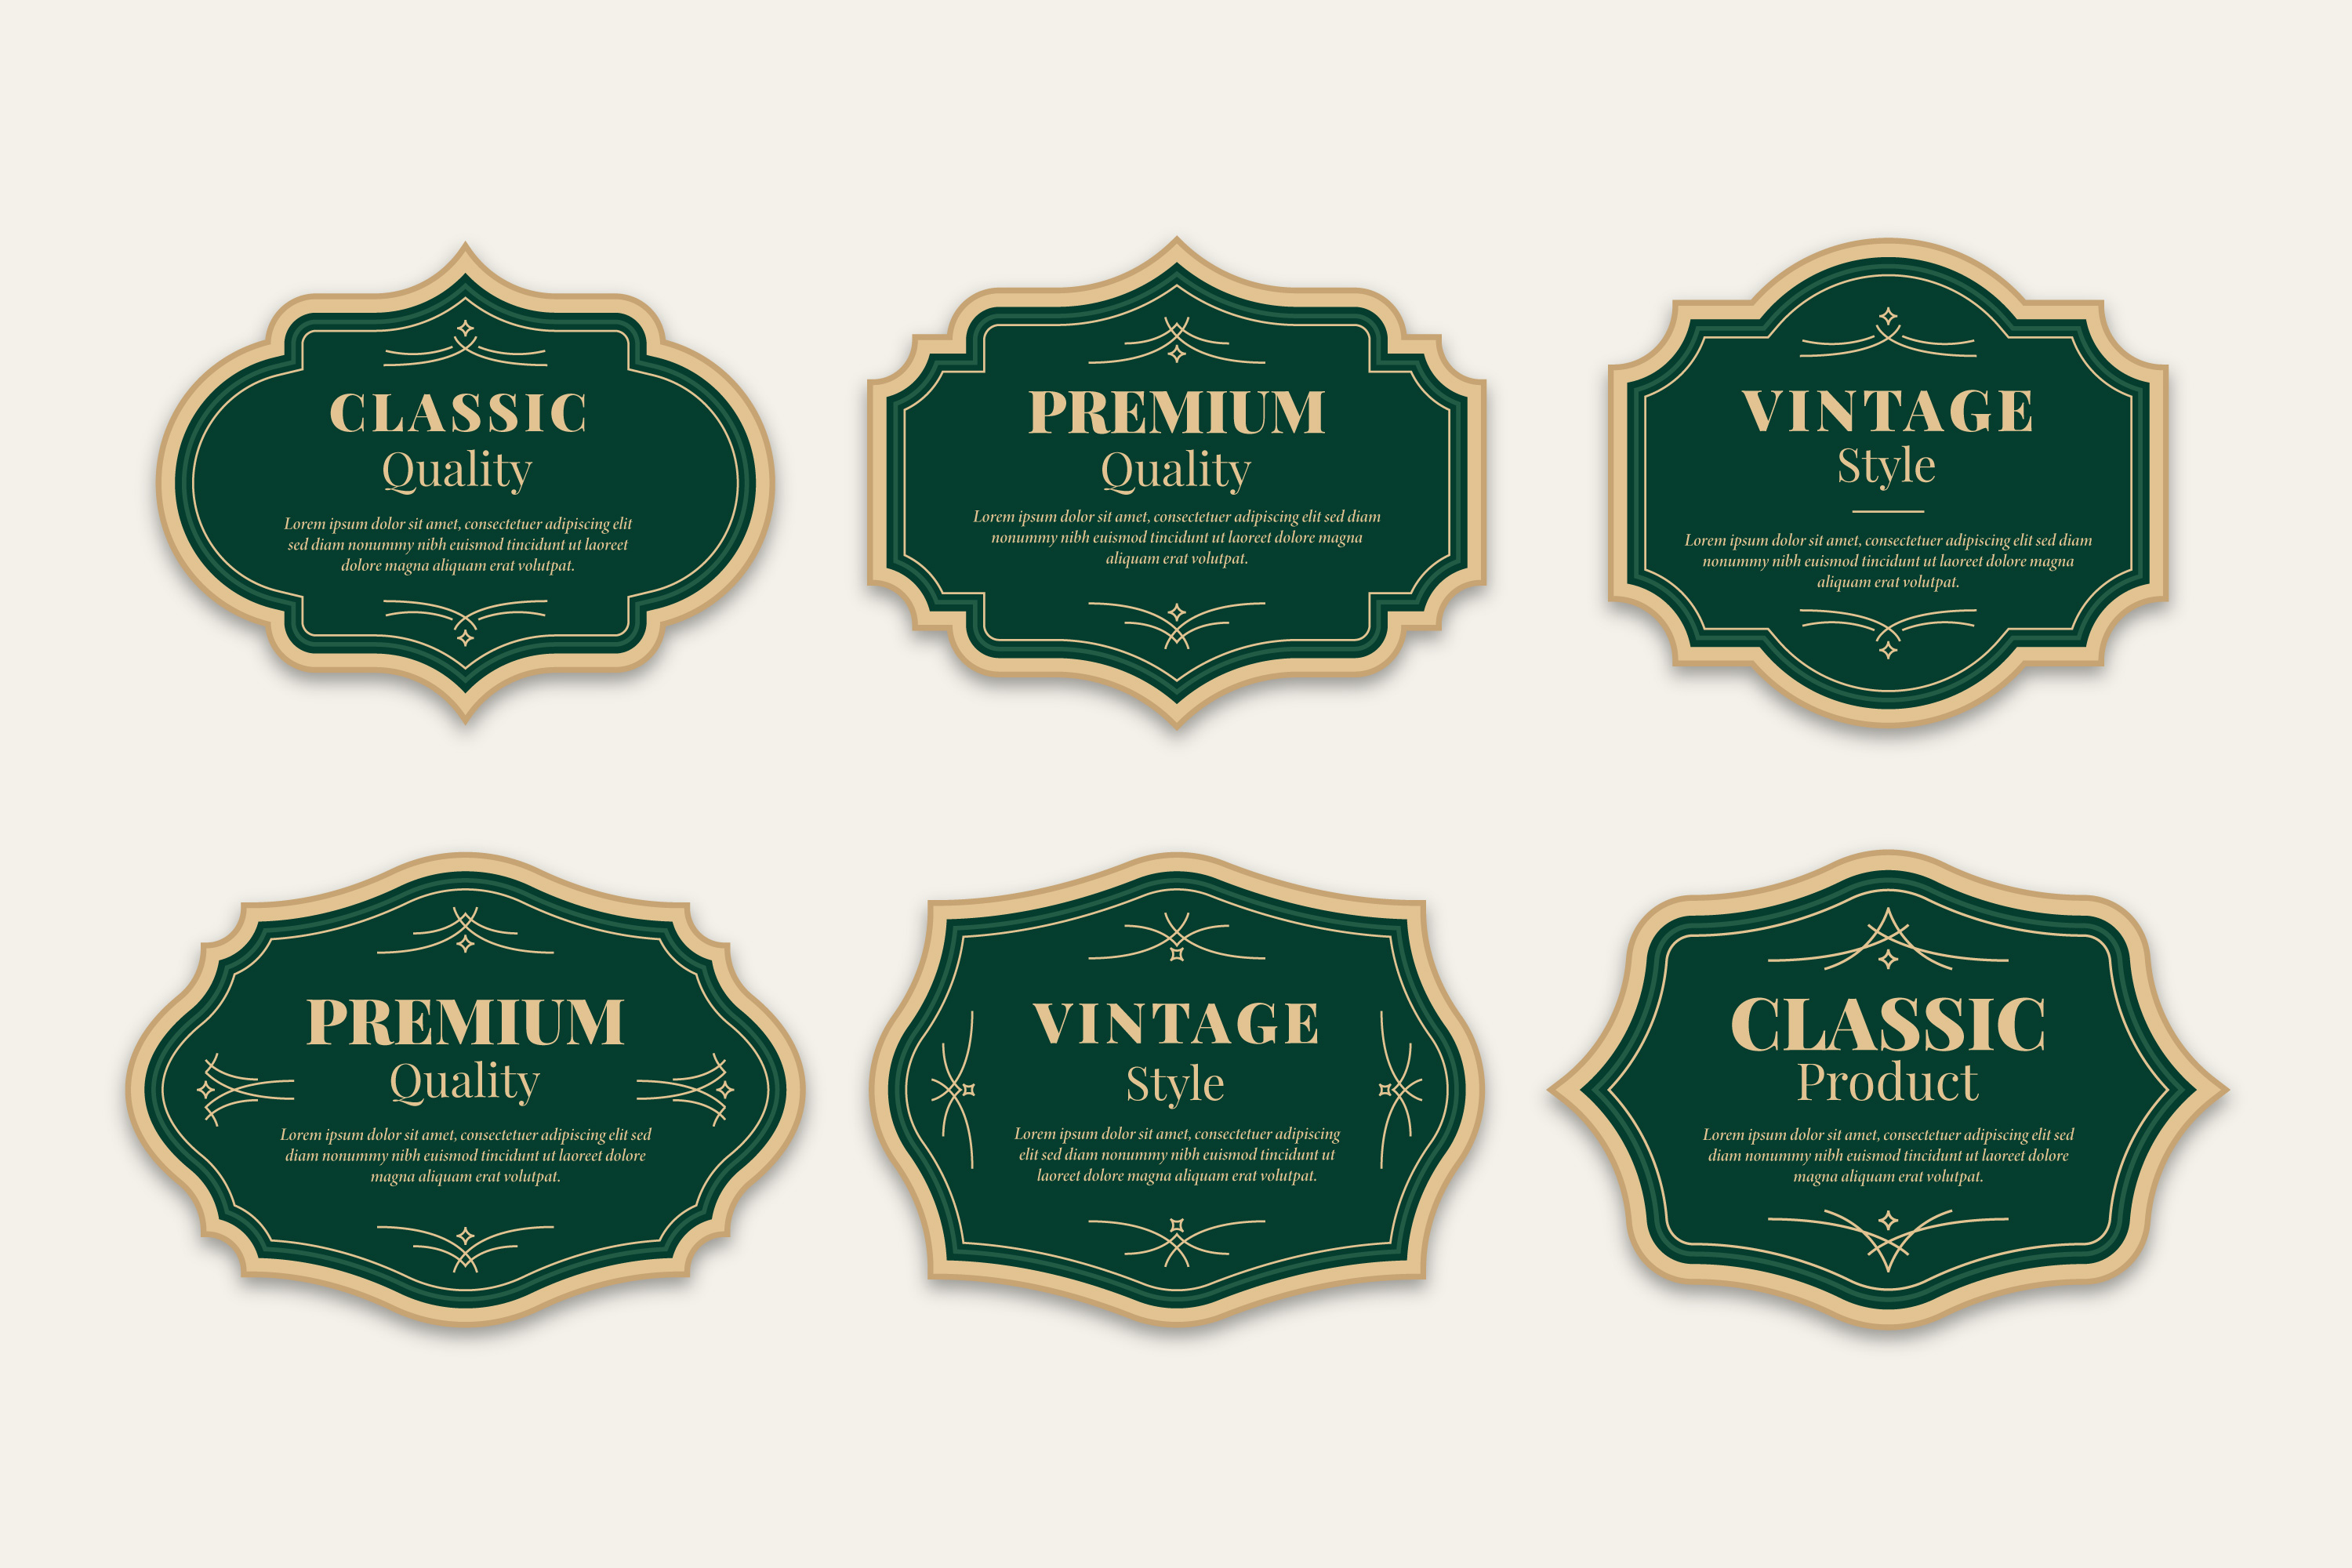 CLASSIC
Quality
Lorem ipsum dolor sit amet, consectetuer adipiscing elit
sed diam nonummy nibh euismod tincidunt ut laoreet
dolore magna aliquam erat volutpat.
PREMIUM
Quality
Lorem ipsum dolor sit amet, consectetuer adipiscing elit sed diam
nonummy nibh euismod tincidunt ut laoreet dolore magna
aliquam erat volutpat.
VINTAGE
Style
Lorem ipsum dolor sit amet, consectetuer adipiscing elit sed diam
nonummy nibh euismod tincidunt ut laoreet dolore magna
aliquam erat volutpat.
PREMIUM
Quality
Lorem ipsum dolor sit amet, consectetuer adipiscing elit sed
diam nonummy nibh euismod tincidunt ut laoreet dolore
magna aliquam erat volutpat.
VINTAGE
Style
Lorem ipsum dolor sit amet, consectetuer adipiscing
elit sed diam nonummy nibh euismod tincidunt ut
laoreet dolore magna aliquam erat volutpat.
CLASSIC
Product
Lorem ipsum dolor sit amet, consectetuer adipiscing elit sed
diam nonummy nibh euismod tincidunt ut laoreet dolore
magna aliquam erat volutpat.